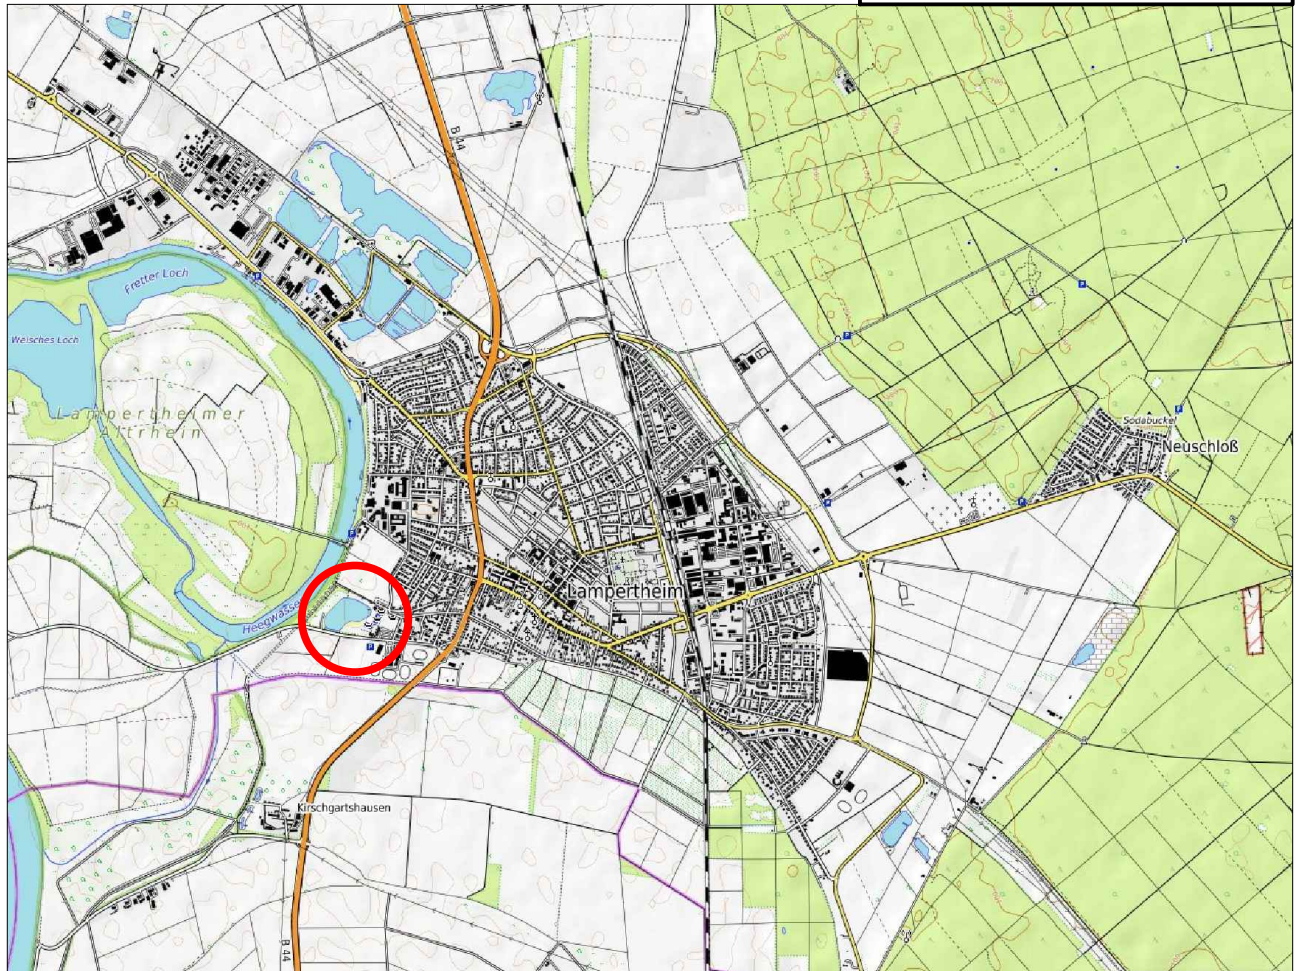 B 44
Fretter Loch
Welsches Loch
Lampertheimer
Altrhein
Sodabuckel
Neuschloß
Lampertheim
Heegwasser
Kirschgartshausen
B 44